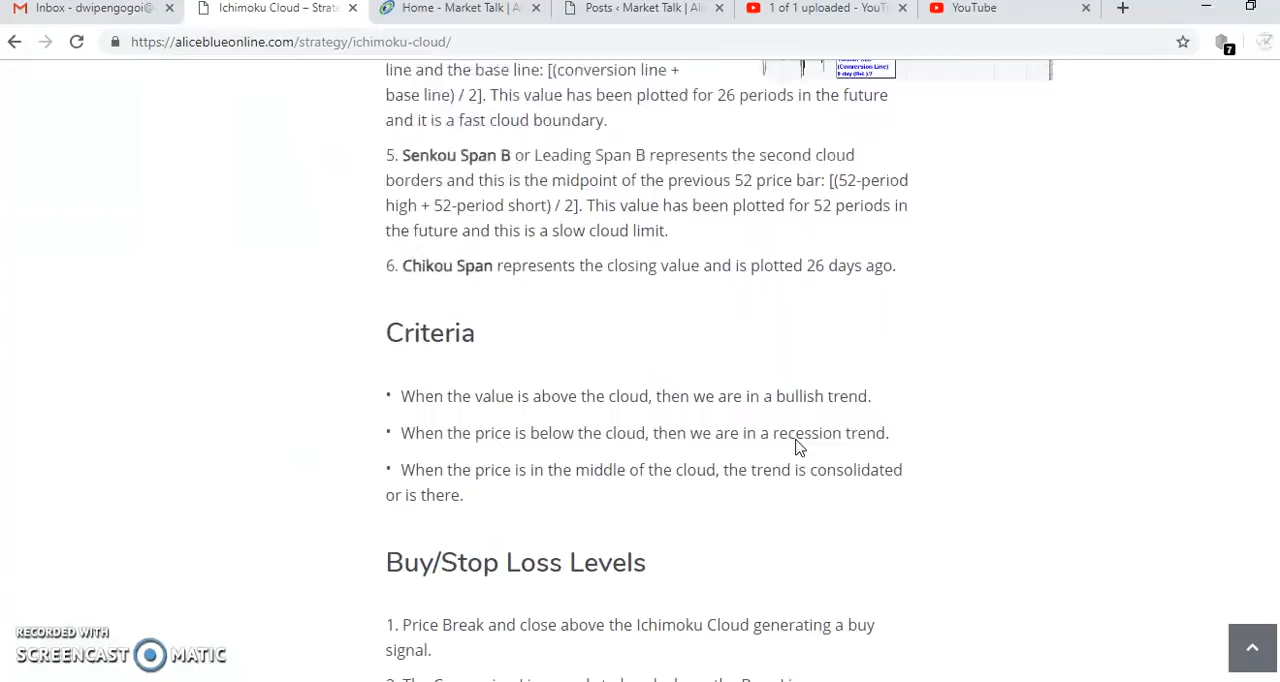 Inbox - dwipengogoi@
Ichimoku Cloud – Strate
Home - Market Talk | A
Posts ‹ Market Talk | Ali
1 of 1 uploaded - YouT
YouTube
https://aliceblueonline.com/strategy/ichimoku-cloud/
7
line and the base line: [(conversion line +
base line) / 2]. This value has been plotted for 26 periods in the future
and it is a fast cloud boundary.
(Conversion Line)
5. Senkou Span B or Leading Span B represents the second cloud
borders and this is the midpoint of the previous 52 price bar: [(52-period
high + 52-period short) / 2]. This value has been plotted for 52 periods in
the future and this is a slow cloud limit.
6. Chikou Span represents the closing value and is plotted 26 days ago.
Criteria
• When the value is above the cloud, then we are in a bullish trend.
• When the price is below the cloud, then we are in a recession trend.
• When the price is in the middle of the cloud, the trend is consolidated
or is there.
Buy/Stop Loss Levels
1. Price Break and close above the Ichimoku Cloud generating a buy
signal.
RECORDED WITH
SCREENCAST MATIC